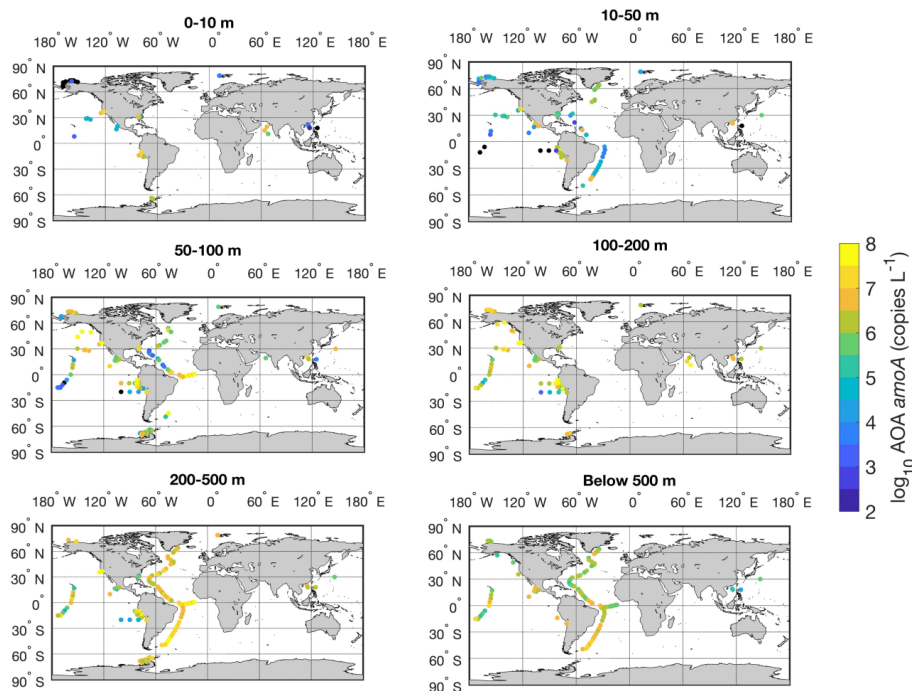 0-10 m
180° W 120° W 60° W 0° E 60° E 120° E 180° E
90° N
60° N
30° N
0°
30° S
60° S
90° S
10-50 m
180° W 120° W 60° W 0° E 60° E 120° E 180° E
90° N
60° N
30° N
0°
30° S
60° S
90° S
50-100 m
180° W 120° W 60° W 0° E 60° E 120° E 180° E
90° N
60° N
30° N
0°
30° S
60° S
90° S
100-200 m
180° W 120° W 60° W 0° E 60° E 120° E 180° E
90° N
60° N
30° N
0°
30° S
60° S
90° S
200-500 m
180° W 120° W 60° W 0° E 60° E 120° E 180° E
90° N
60° N
30° N
0°
30° S
60° S
90° S
Below 500 m
180° W 120° W 60° W 0° E 60° E 120° E 180° E
90° N
60° N
30° N
0°
30° S
60° S
90° S
8
7
6
5
4
3
2
log₁₀ AOA amoA (copies L⁻¹)